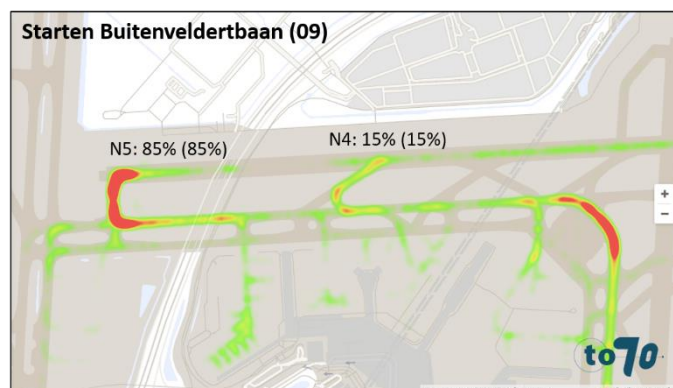 Starten Buitenveldertbaan (09)
N5: 85% (85%)
N4: 15% (15%)
+
−
to70